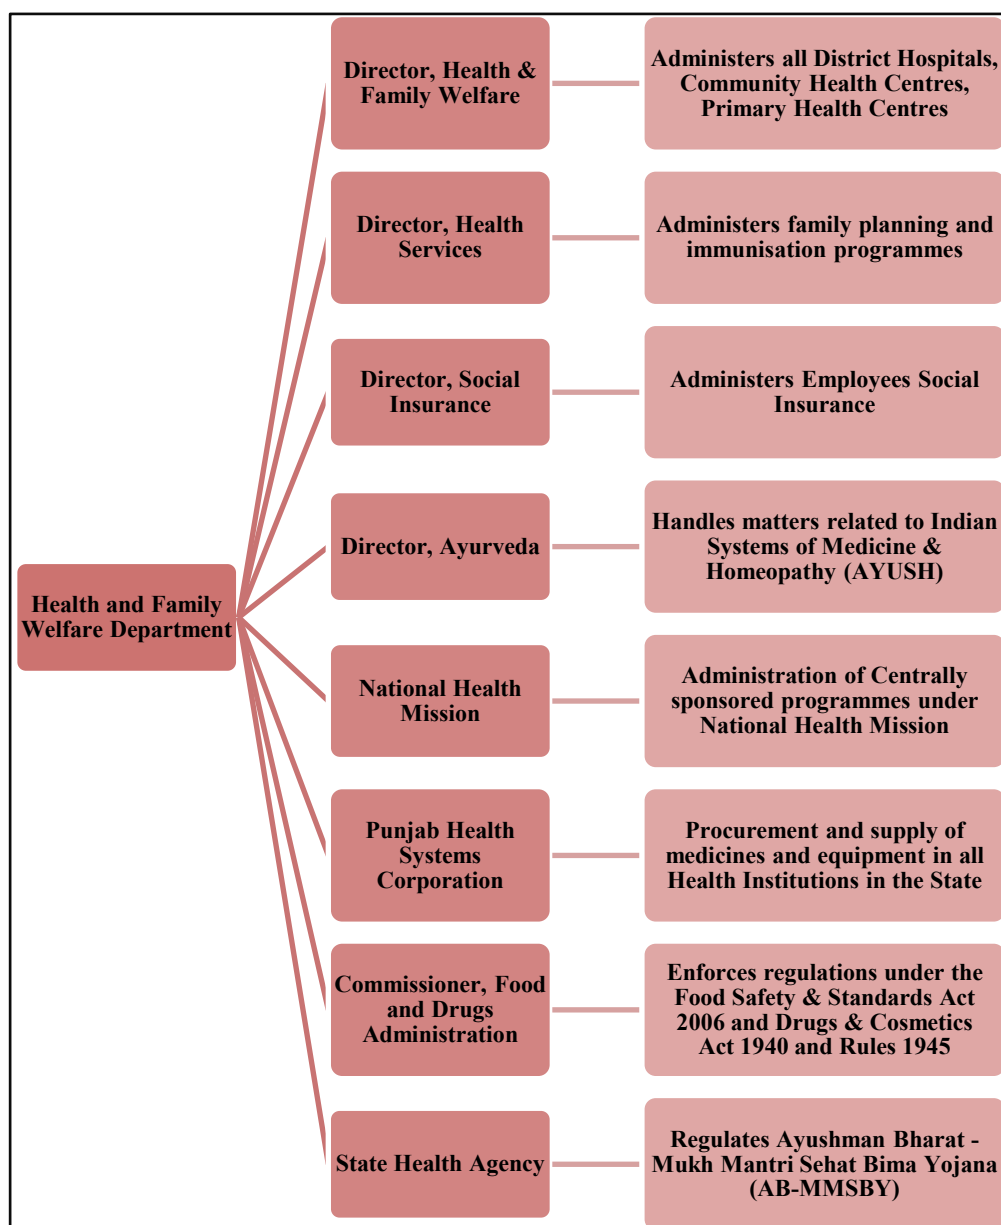 Director, Health &
Family Welfare
Administers all District Hospitals,
Community Health Centres,
Primary Health Centres
Director, Health
Services
Administers family planning and
immunisation programmes
Director, Social
Insurance
Administers Employees Social
Insurance
Director, Ayurveda
Handles matters related to Indian
Systems of Medicine &
Homeopathy (AYUSH)
Health and Family
Welfare Department
National Health
Mission
Administration of Centrally
sponsored programmes under
National Health Mission
Punjab Health
Systems
Corporation
Procurement and supply of
medicines and equipment in all
Health Institutions in the State
Commissioner, Food
and Drugs
Administration
Enforces regulations under the
Food Safety & Standards Act
2006 and Drugs & Cosmetics
Act 1940 and Rules 1945
State Health Agency
Regulates Ayushman Bharat -
Mukh Mantri Sehat Bima Yojana
(AB-MMSBY)